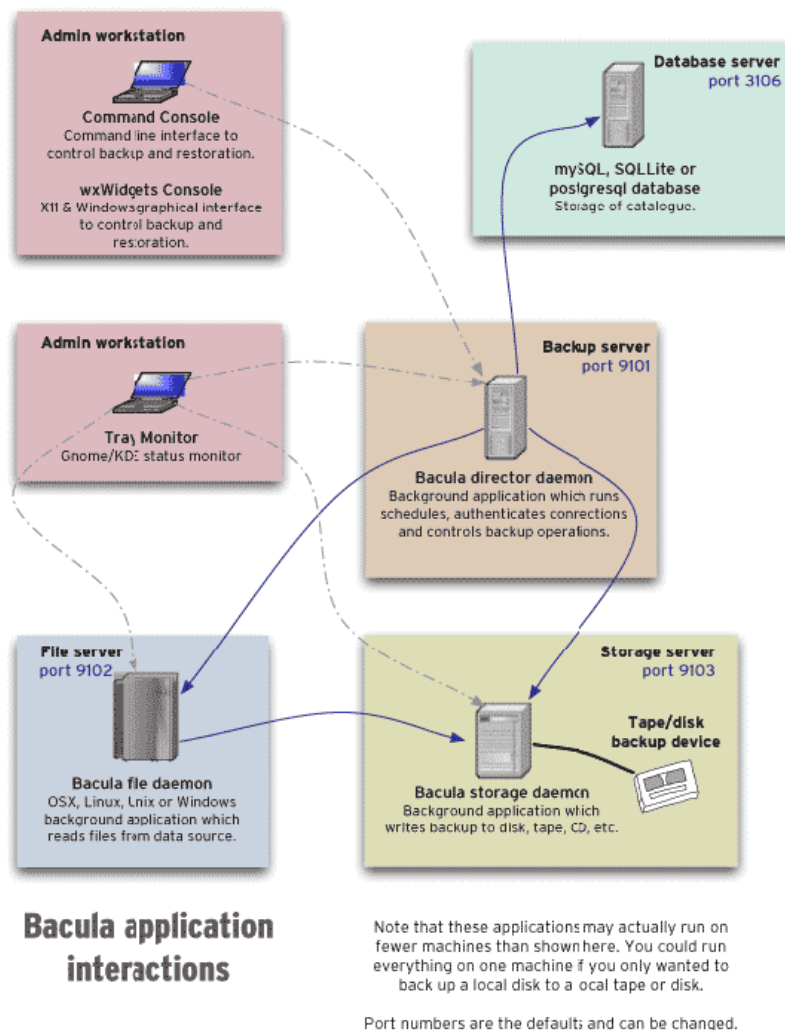 Admin workstation
Command Console
Command line interface to
control backup and restoration.
wxWidgets Console
X11 & Windows graphical interface
to control backup and
restoration.
Database server
port 3106
mySQL, SQLLite or
postgresql database
Storage of catalogue.
Admin workstation
Tray Monitor
Gnome/KDE status monitor
Backup server
port 9101
Bacula director daemon
Background application which runs
schedules, authenticates connections
and controls backup operations.
File server
port 9102
Bacula file daemon
OSX, Linux, Unix or Windows
background application which
reads files from data source.
Storage server
port 9103
Tape/disk
backup device
Bacula storage daemon
Background application which
writes backup to disk, tape, CD, etc.
Bacula application
interactions
Note that these applications may actually run on
fewer machines than shown here. You could run
everything on one machine if you only wanted to
back up a local disk to a local tape or disk.
Port numbers are the defaults and can be changed.